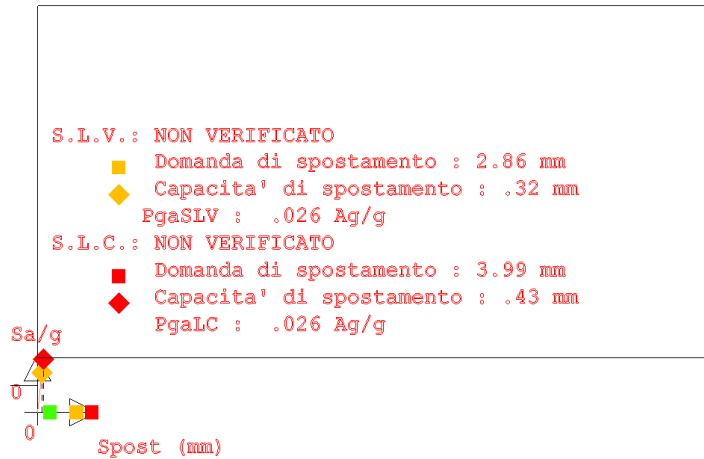 S.L.V.: NON VERIFICATO
Domanda di spostamento : 2.86 mm
Capacita' di spostamento : .32 mm
PgaSLV : .026 Ag/g
S.L.C.: NON VERIFICATO
Domanda di spostamento : 3.99 mm
Capacita' di spostamento : .43 mm
PgaLC : .026 Ag/g
Sa/g
0
0
Spost (mm)